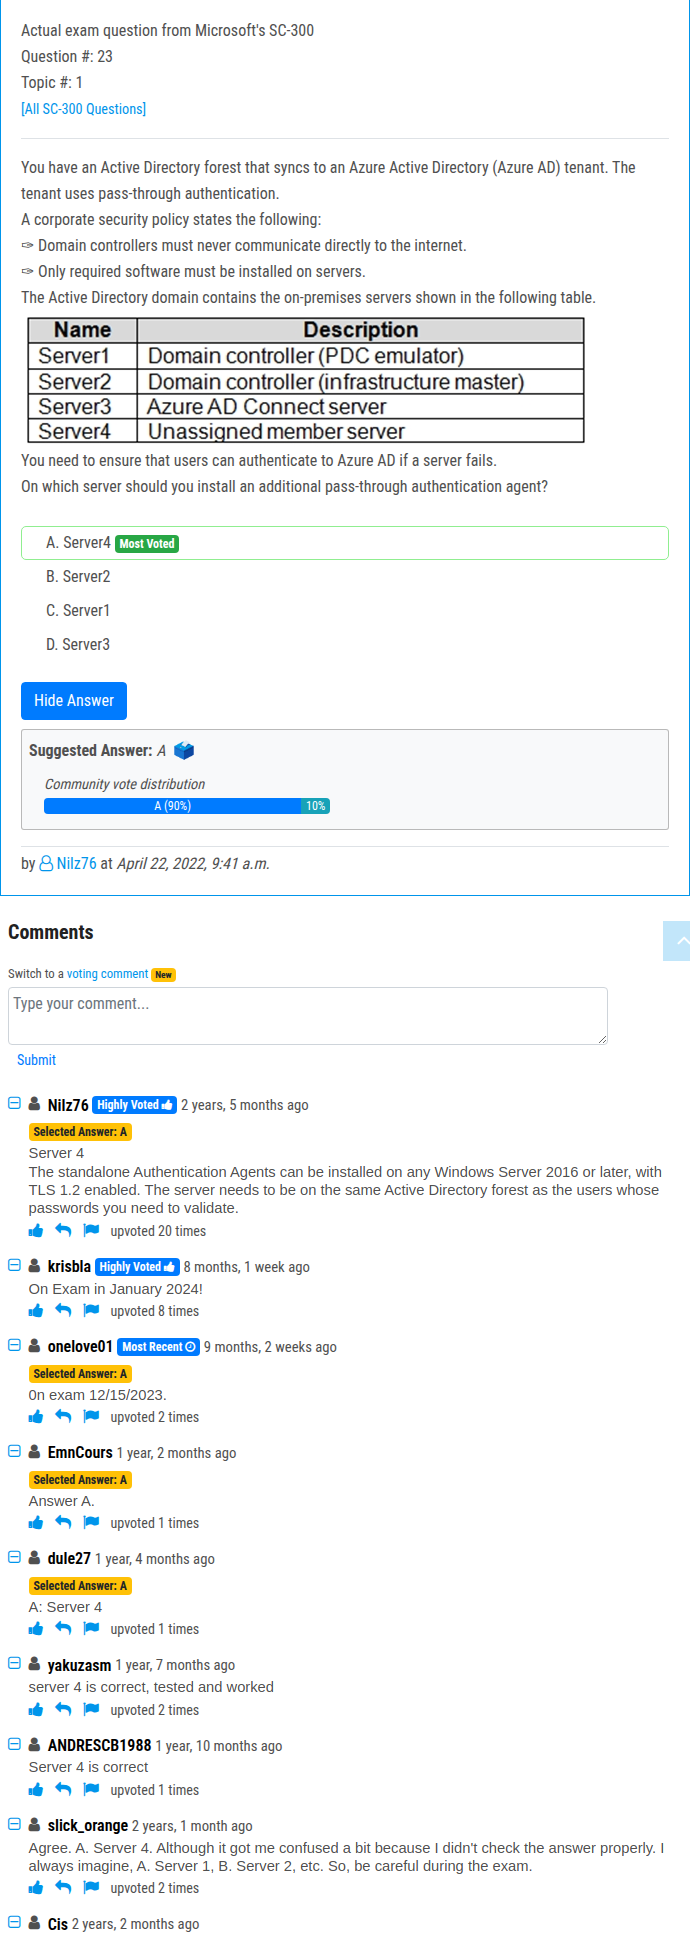 Actual exam question from Microsoft's SC-300
Question #: 23
Topic #: 1
[All SC-300 Questions]
You have an Active Directory forest that syncs to an Azure Active Directory (Azure AD) tenant. The
tenant uses pass-through authentication.
A corporate security policy states the following:
✑ Domain controllers must never communicate directly to the internet.
✑ Only required software must be installed on servers.
The Active Directory domain contains the on-premises servers shown in the following table.
Name Description
Server1 Domain controller (PDC emulator)
Server2 Domain controller (infrastructure master)
Server3 Azure AD Connect server
Server4 Unassigned member server
You need to ensure that users can authenticate to Azure AD if a server fails.
On which server should you install an additional pass-through authentication agent?
A. Server4 Most Voted
B. Server2
C. Server1
D. Server3
Hide Answer
Suggested Answer: A
Community vote distribution
A (90%) 10%
by Nilz76 at April 22, 2022, 9:41 a.m.
Comments
Switch to a voting comment New
Type your comment...
Submit
Nilz76 Highly Voted 2 years, 5 months ago
Selected Answer: A
Server 4
The standalone Authentication Agents can be installed on any Windows Server 2016 or later, with
TLS 1.2 enabled. The server needs to be on the same Active Directory forest as the users whose
passwords you need to validate.
upvoted 20 times
krisbla Highly Voted 8 months, 1 week ago
On Exam in January 2024!
upvoted 8 times
onelove01 Most Recent 9 months, 2 weeks ago
Selected Answer: A
0n exam 12/15/2023.
upvoted 2 times
EmnCours 1 year, 2 months ago
Selected Answer: A
Answer A.
upvoted 1 times
dule27 1 year, 4 months ago
Selected Answer: A
A: Server 4
upvoted 1 times
yakuzasm 1 year, 7 months ago
server 4 is correct, tested and worked
upvoted 2 times
ANDRESCB1988 1 year, 10 months ago
Server 4 is correct
upvoted 1 times
slick_orange 2 years, 1 month ago
Agree. A. Server 4. Although it got me confused a bit because I didn't check the answer properly. I
always imagine, A. Server 1, B. Server 2, etc. So, be careful during the exam.
upvoted 2 times
Cis 2 years, 2 months ago